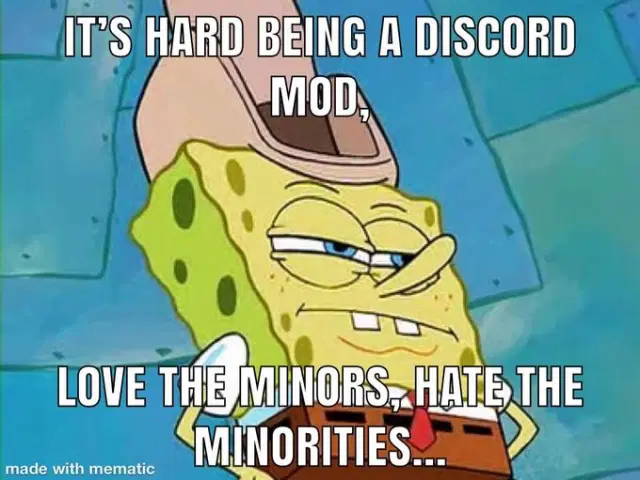 IT'S HARD BEING A DISCORD
MOD,
LOVE THE MINORS, HATE THE
MINORITIES...
made with mematic